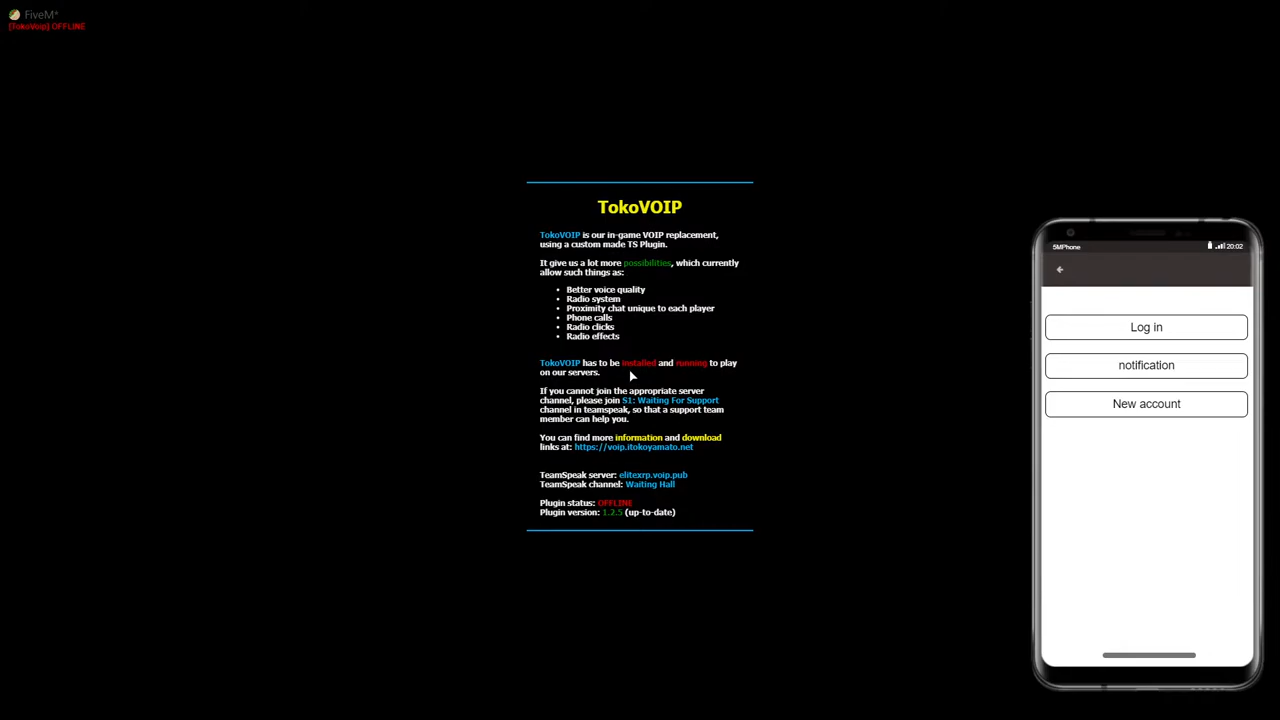 FiveM*
[TokoVoip] OFFLINE
TokoVOIP
TokoVOIP is our in-game VOIP replacement,
using a custom made TS Plugin.
It give us a lot more possibilities, which currently
allow such things as:
• Better voice quality
• Radio system
• Proximity chat unique to each player
• Phone calls
• Radio clicks
• Radio effects
TokoVOIP has to be installed and running to play
on our servers.
If you cannot join the appropriate server
channel, please join S1: Waiting For Support
channel in teamspeak, so that a support team
member can help you.
You can find more information and download
links at: https://voip.itokoyamato.net
TeamSpeak server: elitexrp.voip.pub
TeamSpeak channel: Waiting Hall
Plugin status: OFFLINE
Plugin version: 1.2.5 (up-to-date)
5MPhone 20:02
Log in
notification
New account